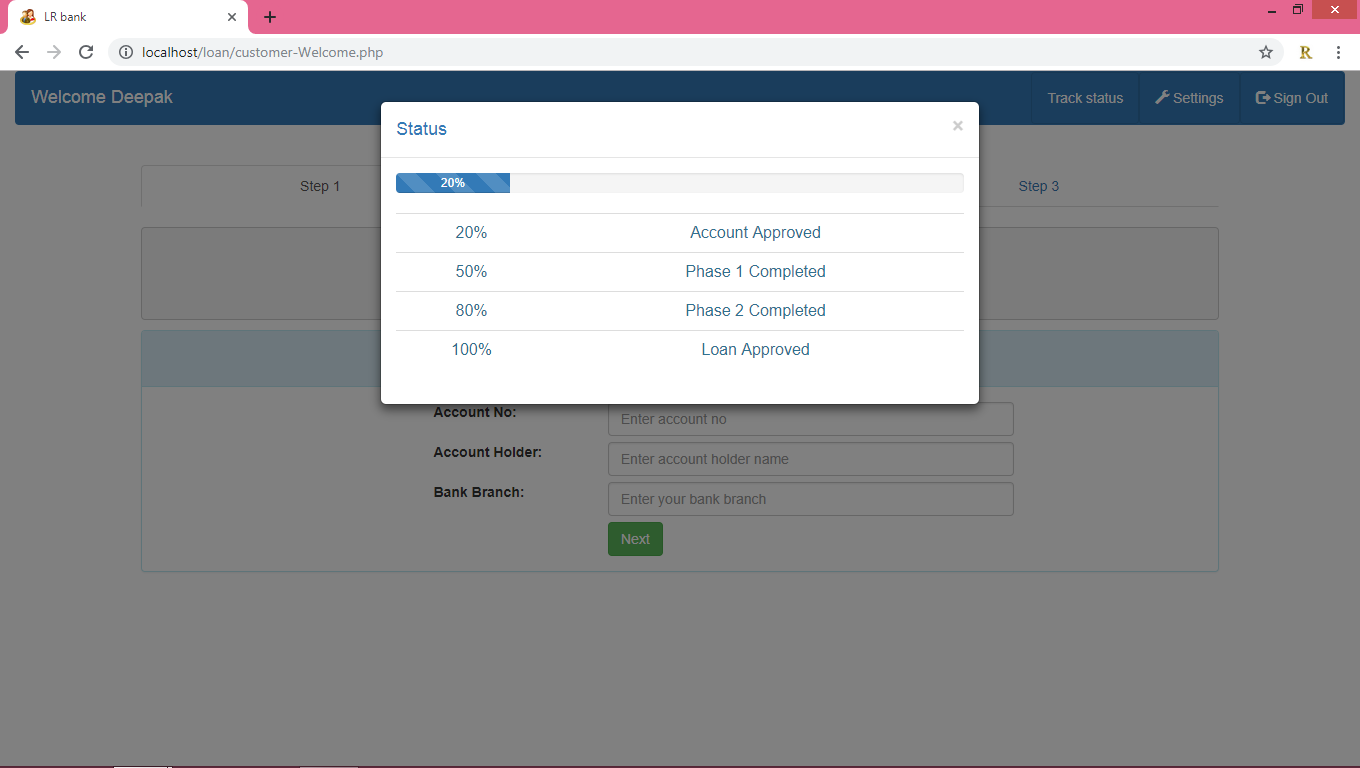 LR bank
localhost/loan/customer-Welcome.php
R
Welcome Deepak
Track status
Settings
Sign Out
Status
×
20%
20% Account Approved
50% Phase 1 Completed
80% Phase 2 Completed
100% Loan Approved
Step 1
Step 3
Account No: Enter account no
Account Holder: Enter account holder name
Bank Branch: Enter your bank branch
Next